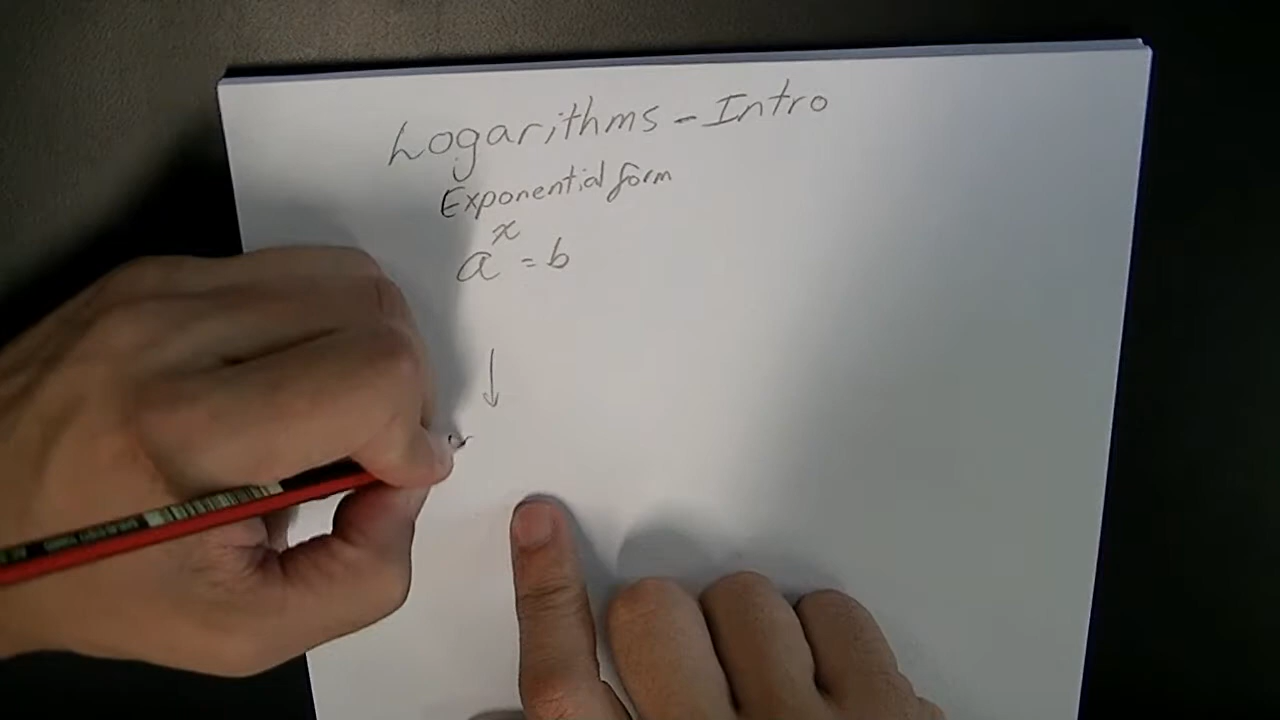 Logarithms - Intro
Exponential form
a^x = b